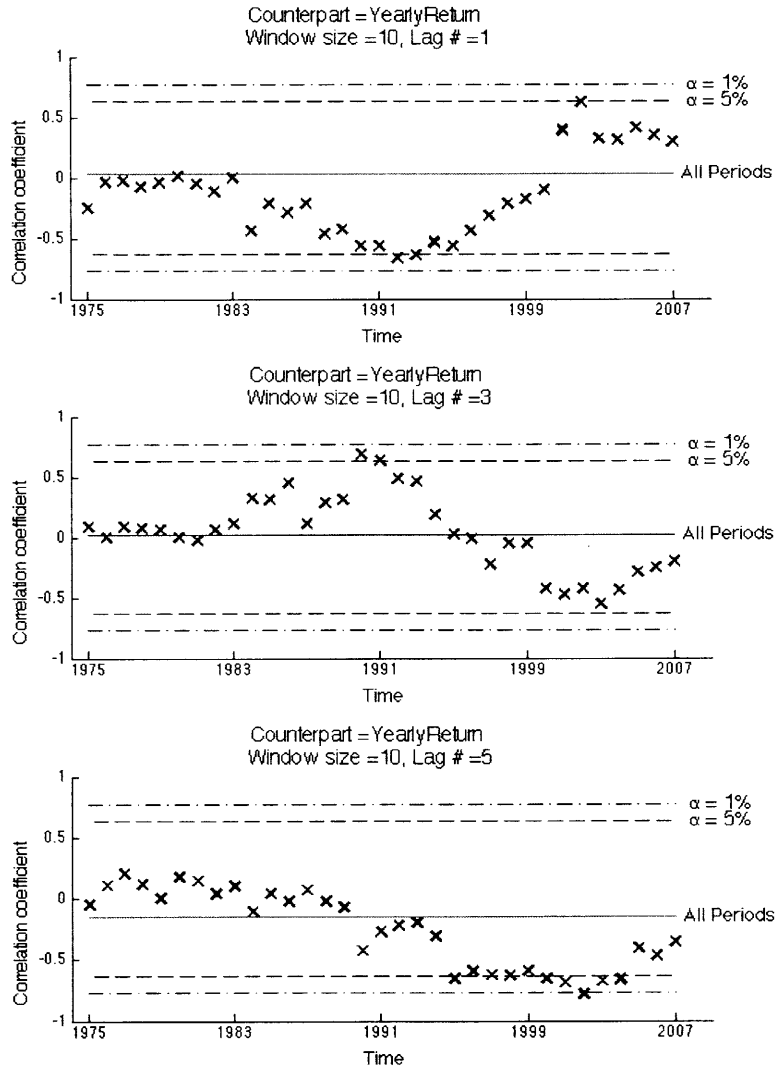 Counterpart = YearlyReturn
Window size =10, Lag # =1
Correlation coefficient
1
0.5
0
-0.5
-1
α = 1%
α = 5%
All Periods
1975 1983 1991 1999 2007
Time
Counterpart = YearlyReturn
Window size =10, Lag # =3
Correlation coefficient
1
0.5
0
-0.5
-1
α = 1%
α = 5%
All Periods
1975 1983 1991 1999 2007
Time
Counterpart = YearlyReturn
Window size =10, Lag # =5
Correlation coefficient
1
0.5
0
-0.5
-1
α = 1%
α = 5%
All Periods
1975 1983 1991 1999 2007
Time